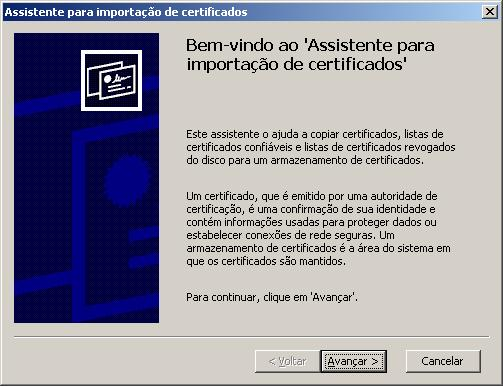 Assistente para importação de certificados
Bem-vindo ao 'Assistente para
importação de certificados'
Este assistente o ajuda a copiar certificados, listas de
certificados confiáveis e listas de certificados revogados
do disco para um armazenamento de certificados.
Um certificado, que é emitido por uma autoridade de
certificação, é uma confirmação de sua identidade e
contém informações usadas para proteger dados ou
estabelecer conexões de rede seguras. Um
armazenamento de certificados é a área do sistema em
que os certificados são mantidos.
Para continuar, clique em 'Avançar'.
< Voltar
Avançar >
Cancelar